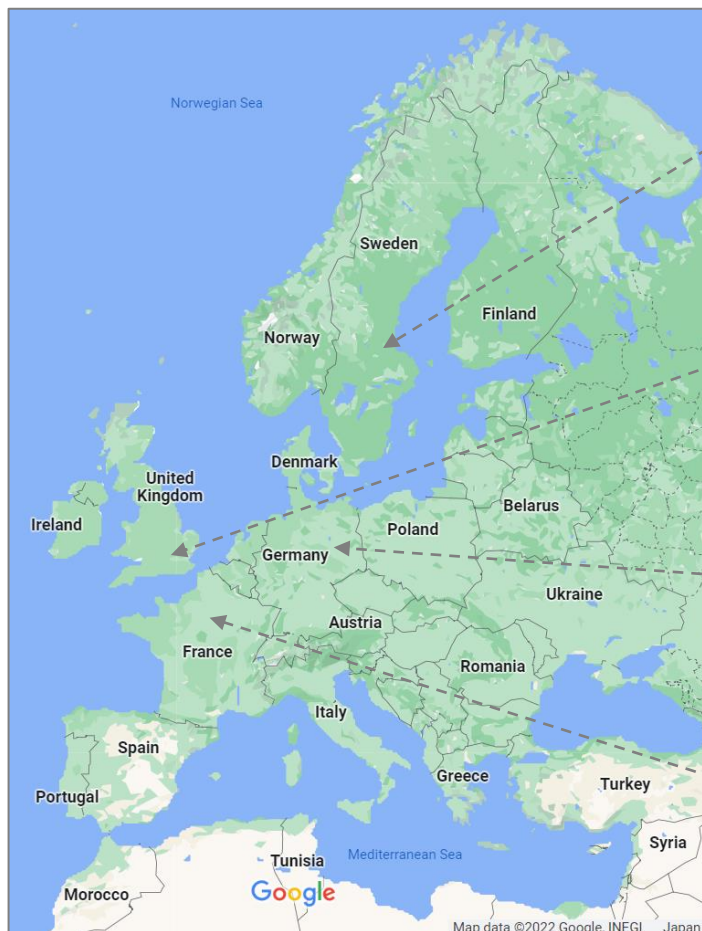 Norwegian Sea
Sweden
Finland
Norway
Denmark
United
Kingdom
Ireland
Belarus
Poland
Germany
Ukraine
Austria
France
Romania
Italy
Spain
Greece
Turkey
Portugal
Syria
Mediterranean Sea
Tunisia
Morocco
Google
Map data ©2022 Google, INEGI Japan